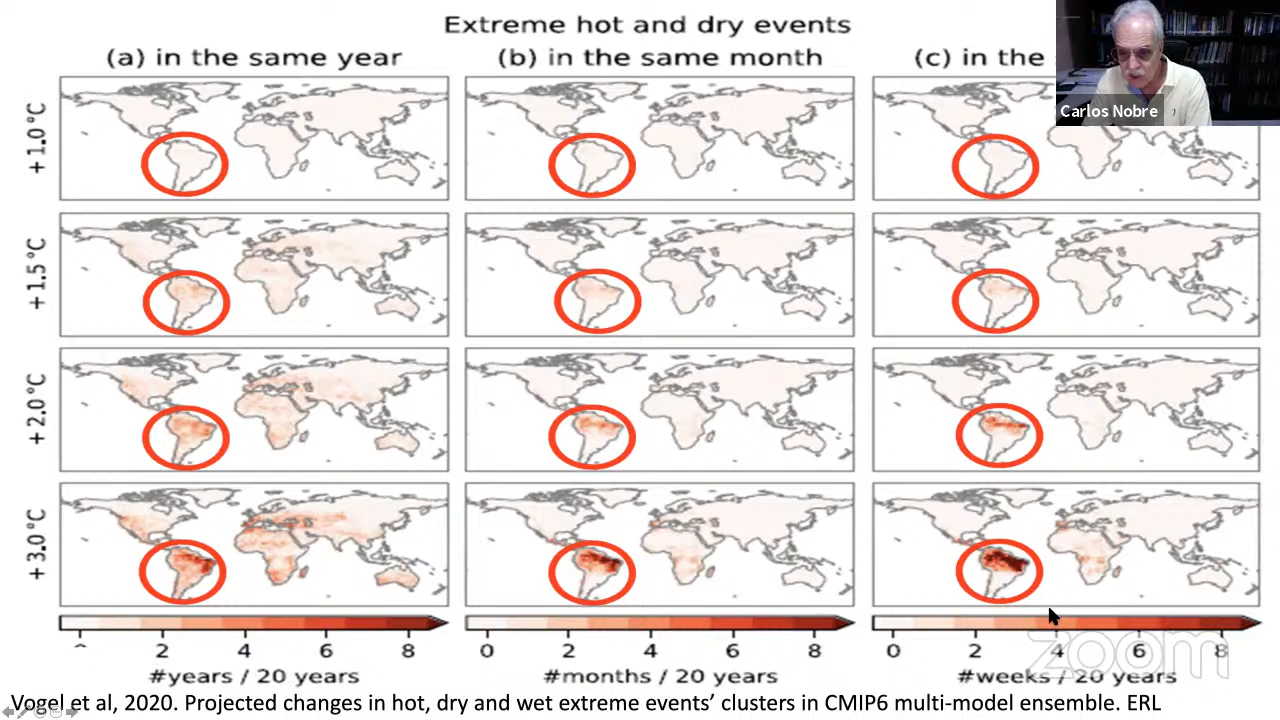 Extreme hot and dry events
(a) in the same year
(b) in the same month
(c) in the
Carlos Nobre
+1.0°C
+1.5°C
+2.0°C
+3.0°C
2 4 6 8
0 2 4 6 8
0 2 4 6 8
#years / 20 years
#months / 20 years
#weeks / 20 years
zoom
Vogel et al, 2020. Projected changes in hot, dry and wet extreme events’ clusters in CMIP6 multi-model ensemble. ERL